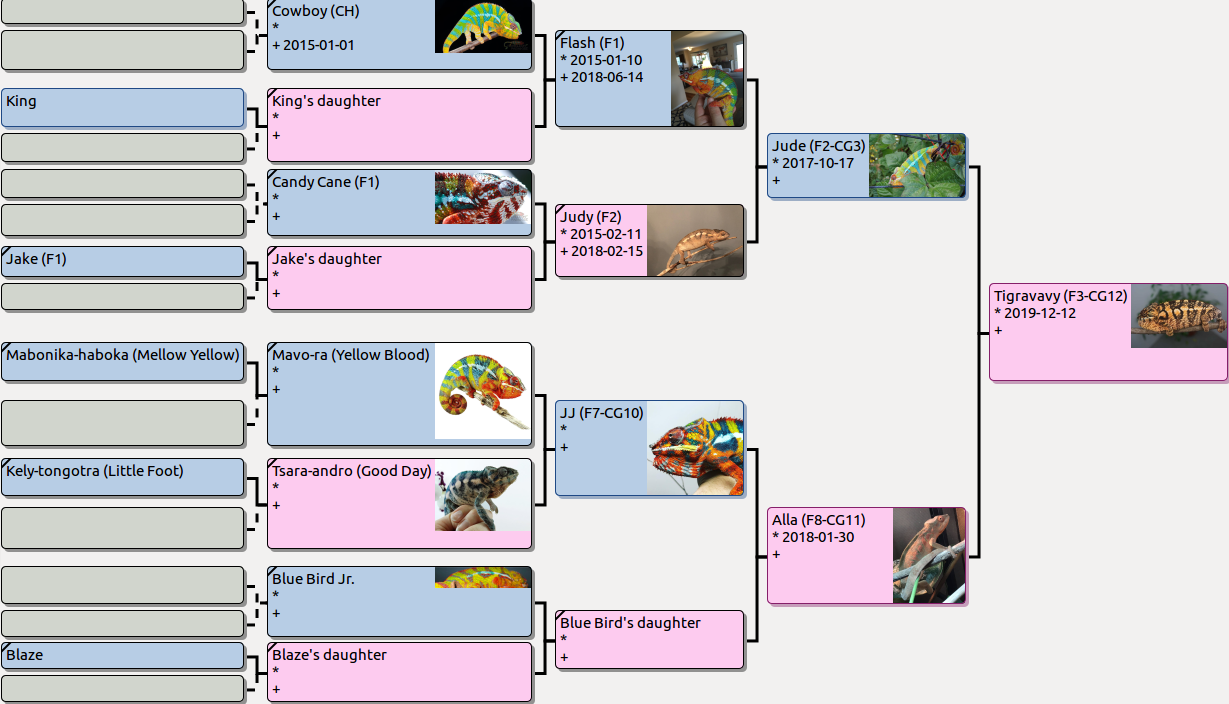 Cowboy (CH)
*
+ 2015-01-01
Flash (F1)
* 2015-01-10
+ 2018-06-14
King
King's daughter
*
+
Jude (F2-CG3)
* 2017-10-17
+
Candy Cane (F1)
*
+
Judy (F2)
* 2015-02-11
+ 2018-02-15
Jake (F1)
Jake's daughter
*
+
Tigravavy (F3-CG12)
* 2019-12-12
+
Mabonika-haboka (Mellow Yellow)
Mavo-ra (Yellow Blood)
*
+
JJ (F7-CG10)
*
+
Kely-tongotra (Little Foot)
Tsara-andro (Good Day)
*
+
Alla (F8-CG11)
* 2018-01-30
+
Blue Bird Jr.
*
+
Blue Bird's daughter
*
+
Blaze
Blaze's daughter
*
+